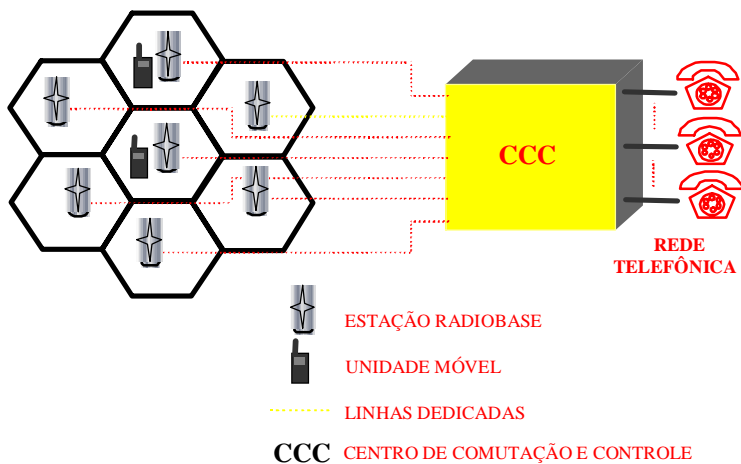 CCC
REDE
TELEFÔNICA
ESTAÇÃO RADIOBASE
UNIDADE MÓVEL
LINHAS DEDICADAS
CCC CENTRO DE COMUTAÇÃO E CONTROLE